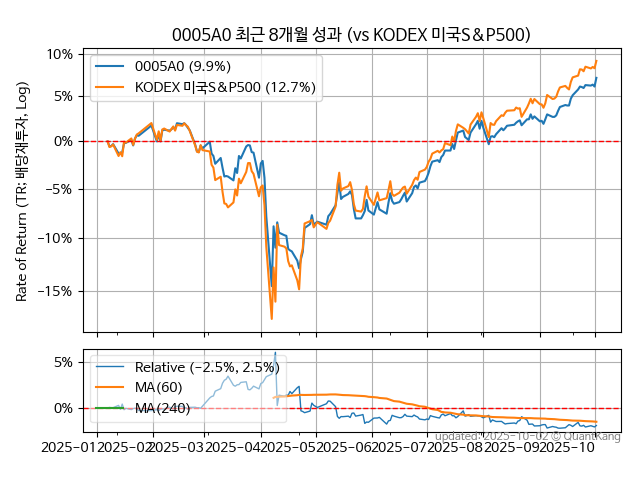 0005A0 최근 8개월 성과 (vs KODEX 미국S&P500)
Rate of Return (TR: 배당재투자, Log)
10%
5%
0%
−5%
−10%
−15%
0005A0 (9.9%)
KODEX 미국S&P500 (12.7%)
5%
0%
Relative (−2.5%, 2.5%)
MA(60)
MA(240)
2025−01 2025−02 2025−03 2025−04 2025−05 2025−06 2025−07 2025−08 2025−09 2025−10
updated: 2025-10-02 © QuantKang